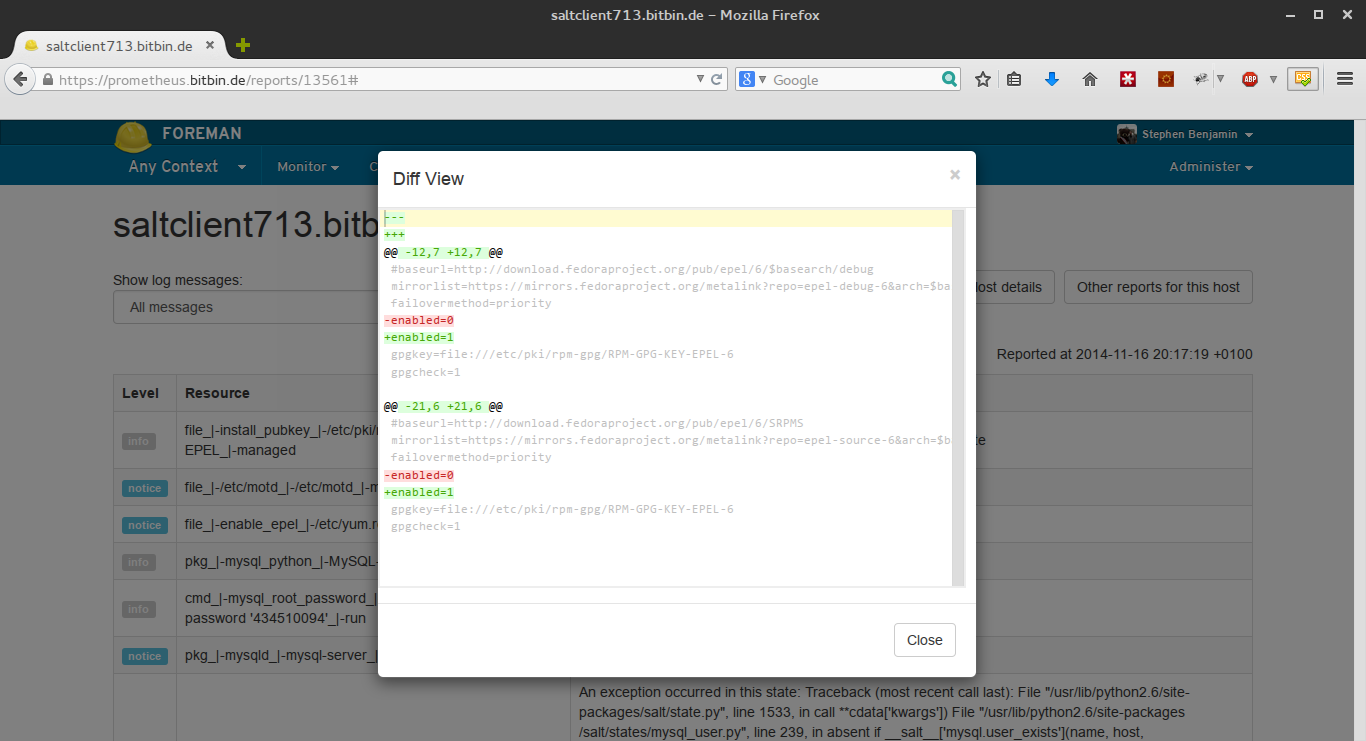 saltclient713.bitbin.de – Mozilla Firefox
saltclient713.bitbin.de
https://prometheus.bitbin.de/reports/13561#
Google
ABP
FOREMAN
Stephen Benjamin
Any Context
Monitor
Administer
Diff View
×
saltclient713.bitb
---
+++
@@ -12,7 +12,7 @@
#baseurl=http://download.fedoraproject.org/pub/epel/6/$basearch/debug
mirrorlist=https://mirrors.fedoraproject.org/metalink?repo=epel-debug-6&arch=$ba
failovermethod=priority
-enabled=0
+enabled=1
gpgkey=file:///etc/pki/rpm-gpg/RPM-GPG-KEY-EPEL-6
gpgcheck=1
@@ -21,6 +21,6 @@
#baseurl=http://download.fedoraproject.org/pub/epel/6/SRPMS
mirrorlist=https://mirrors.fedoraproject.org/metalink?repo=epel-source-6&arch=$b
failovermethod=priority
-enabled=0
+enabled=1
gpgkey=file:///etc/pki/rpm-gpg/RPM-GPG-KEY-EPEL-6
gpgcheck=1
Close
Show log messages:
All messages
details
Other reports for this host
Reported at 2014-11-16 20:17:19 +0100
Level Resource
info file_|-install_pubkey_|-/etc/pki/
EPEL_|-managed
notice file_|-/etc/motd_|-/etc/motd_|-m
notice file_|-enable_epel_|-/etc/yum.r
info pkg_|-mysql_python_|-MySQL-
info cmd_|-mysql_root_password_|
password '434510094'_|-run
notice pkg_|-mysqld_|-mysql-server_|
An exception occurred in this state: Traceback (most recent call last): File "/usr/lib/python2.6/site-
packages/salt/state.py", line 1533, in call **cdata['kwargs']) File "/usr/lib/python2.6/site-packages
/salt/states/mysql_user.py", line 239, in absent if __salt__['mysql.user_exists'](name, host,